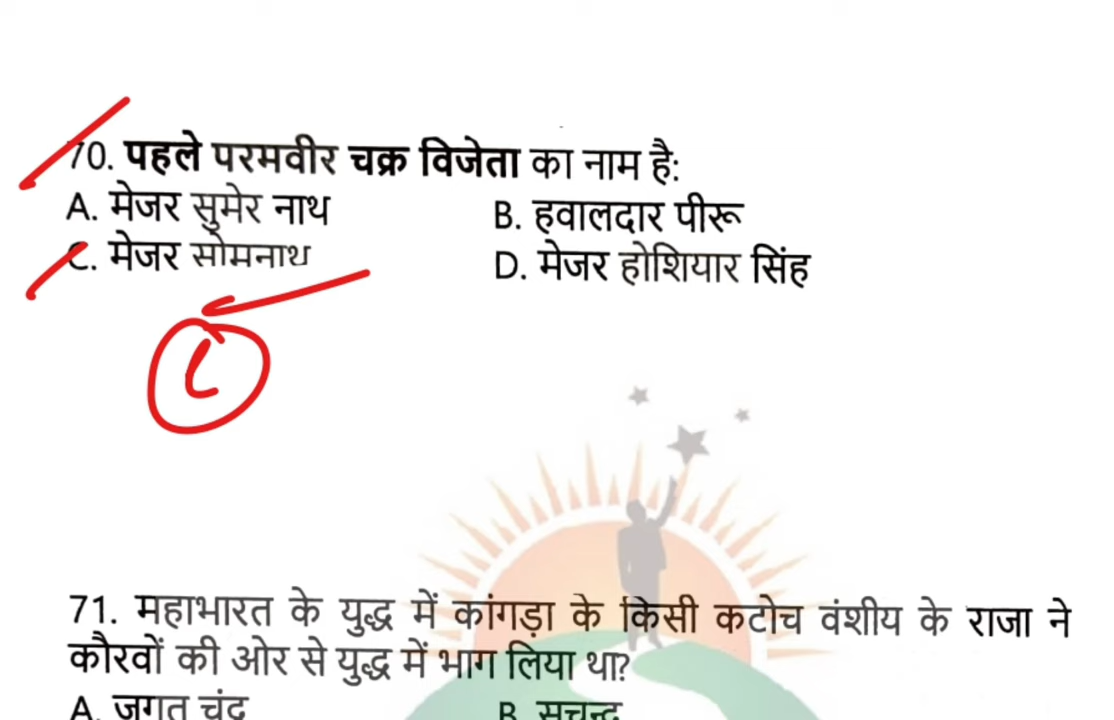 70. पहले परमवीर चक्र विजेता का नाम है:
A. मेजर सुमेर नाथ B. हवालदार पीरू
C. मेजर सोमनाथ D. मेजर होशियार सिंह
C
71. महाभारत के युद्ध में कांगड़ा के किसी कटोच वंशीय के राजा ने
कौरवों की ओर से युद्ध में भाग लिया था?
A. जगत चंद B. सुचन्द्र